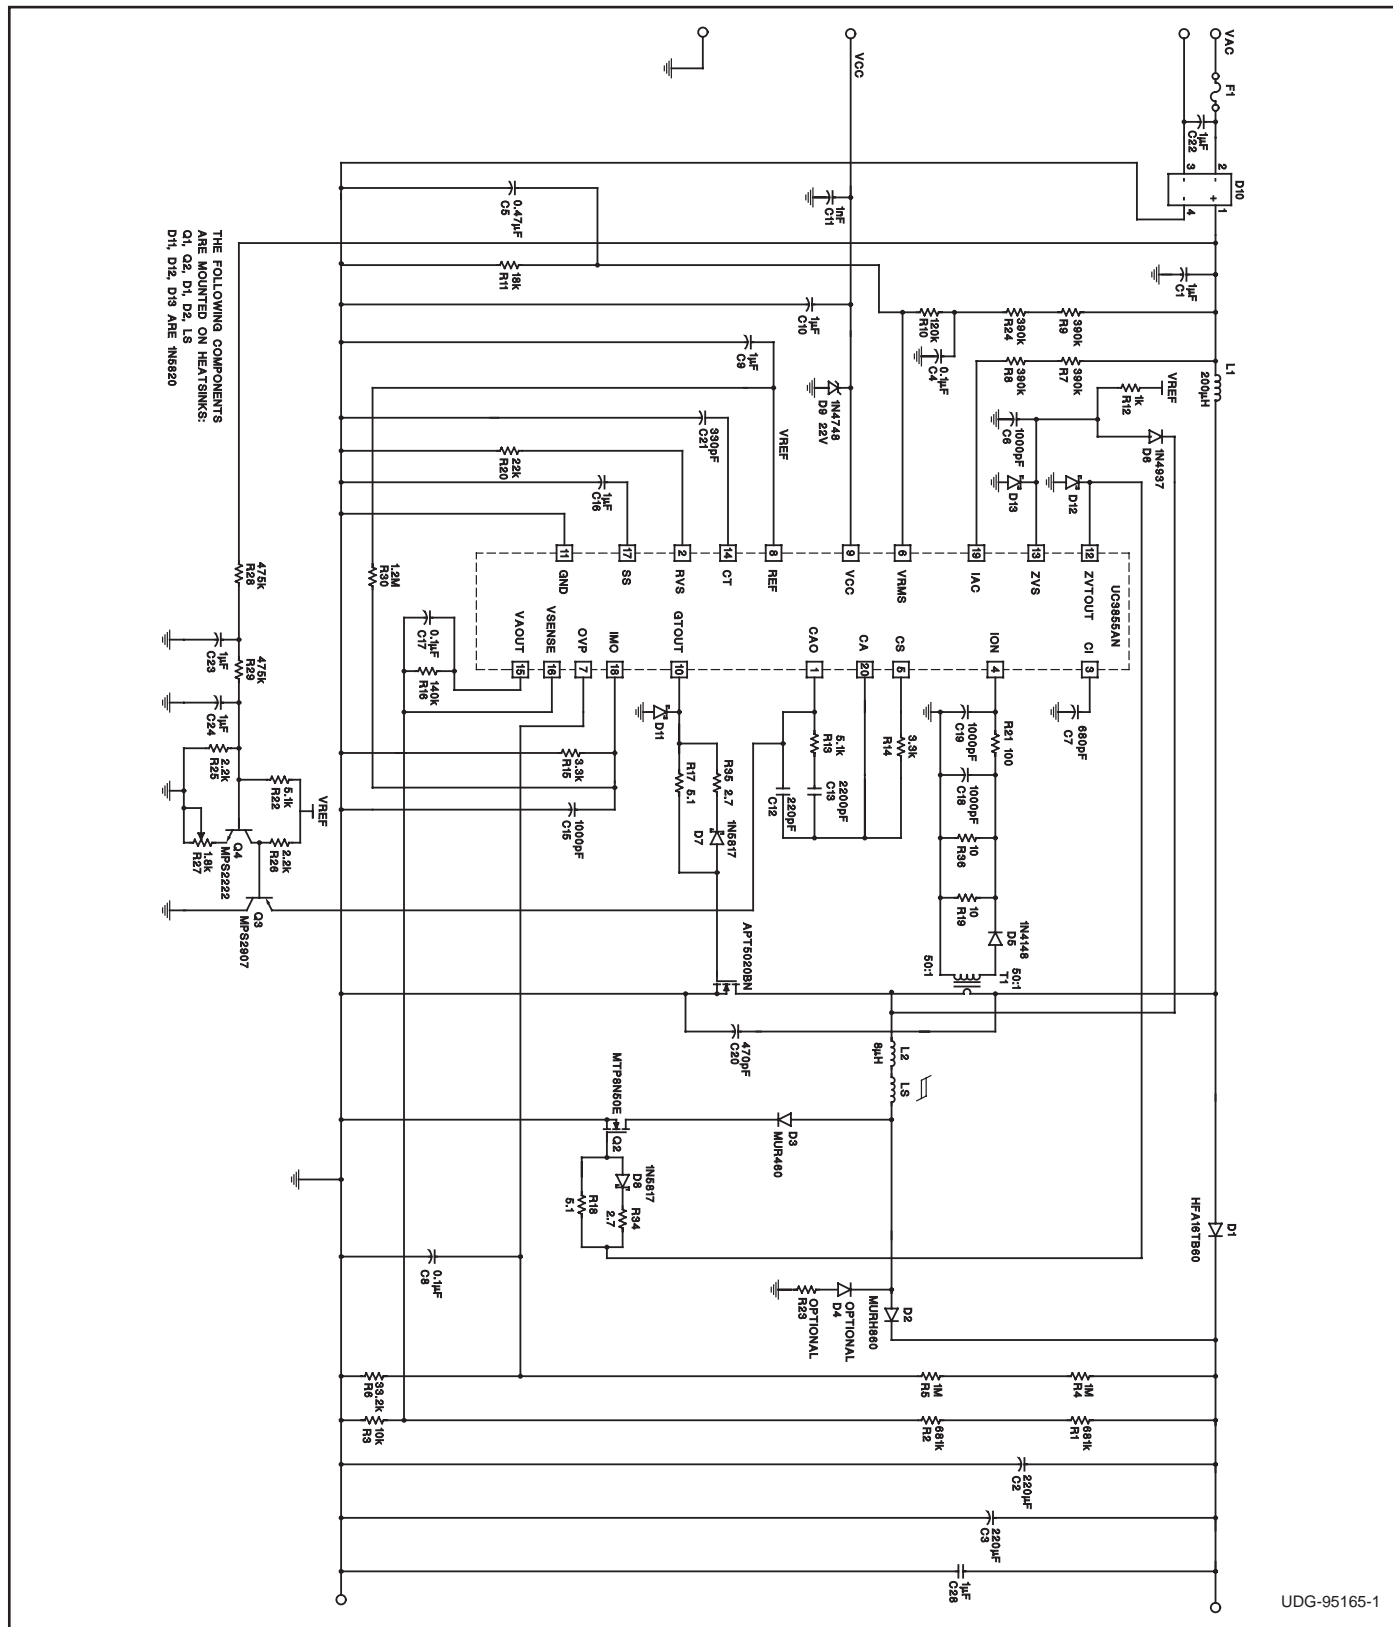 VAC
F1
1µF
C22
2
3
D10
+
-
-
-
1
4
VCC
1nF
C11
1µF
C1
0.47µF
C5
18k
R11
1µF
C10
120k
R10
0.1µF
C4
390k
R24
390k
R9
390k
R8
390k
R7
L1
200µH
VREF
1k
R12
1µF
C9
1N4748
D9 22V
1000pF
C6
1N4937
D6
330pF
C21
VREF
22k
R20
1µF
C16
D13
D12
THE FOLLOWING COMPONENTS
ARE MOUNTED ON HEATSINKS:
Q1, Q2, D1, D2, LS
D11, D12, D13 ARE 1N5820
475k
R28
1.2M
R30
11
17
2
14
8
9
6
19
13
12
GND
SS
RVS
CT
REF
VCC
VRMS
IAC
ZVS
ZVTOUT
UC3855AN
VAOUT
VSENSE
OVP
IMO
GTOUT
CAO
CA
CS
ION
CI
15
16
7
18
10
1
20
5
4
3
1µF
C23
475k
R29
0.1µF
C17
140k
R16
1µF
C24
2.2k
R25
5.1k
R22
VREF
1.8k
R27
2.2k
R26
Q4
MPS2222
Q3
MPS2907
3.3k
R15
1000pF
C15
D11
R17
5.1
R35
2.7
1N5817
D7
5.1k
R13
2200pF
C13
220pF
C12
3.3k
R14
1000pF
C19
R21 100
680pF
C7
1000pF
C18
10
R36
10
R19
1N4148
D5
50:1
T1
50:1
APT5020BN
470pF
C20
L2
8µH
LS
MTP8N50E
Q2
D3
MUR460
1N5817
D8
R34
2.7
R18
5.1
HFA16TB60
D1
0.1µF
C8
OPTIONAL
R23
OPTIONAL
D4
D2
MURH860
33.2k
R6
1M
R5
1M
R4
10k
R3
681k
R2
681k
R1
220µF
C2
220µF
C3
1µF
C28
UDG-95165-1